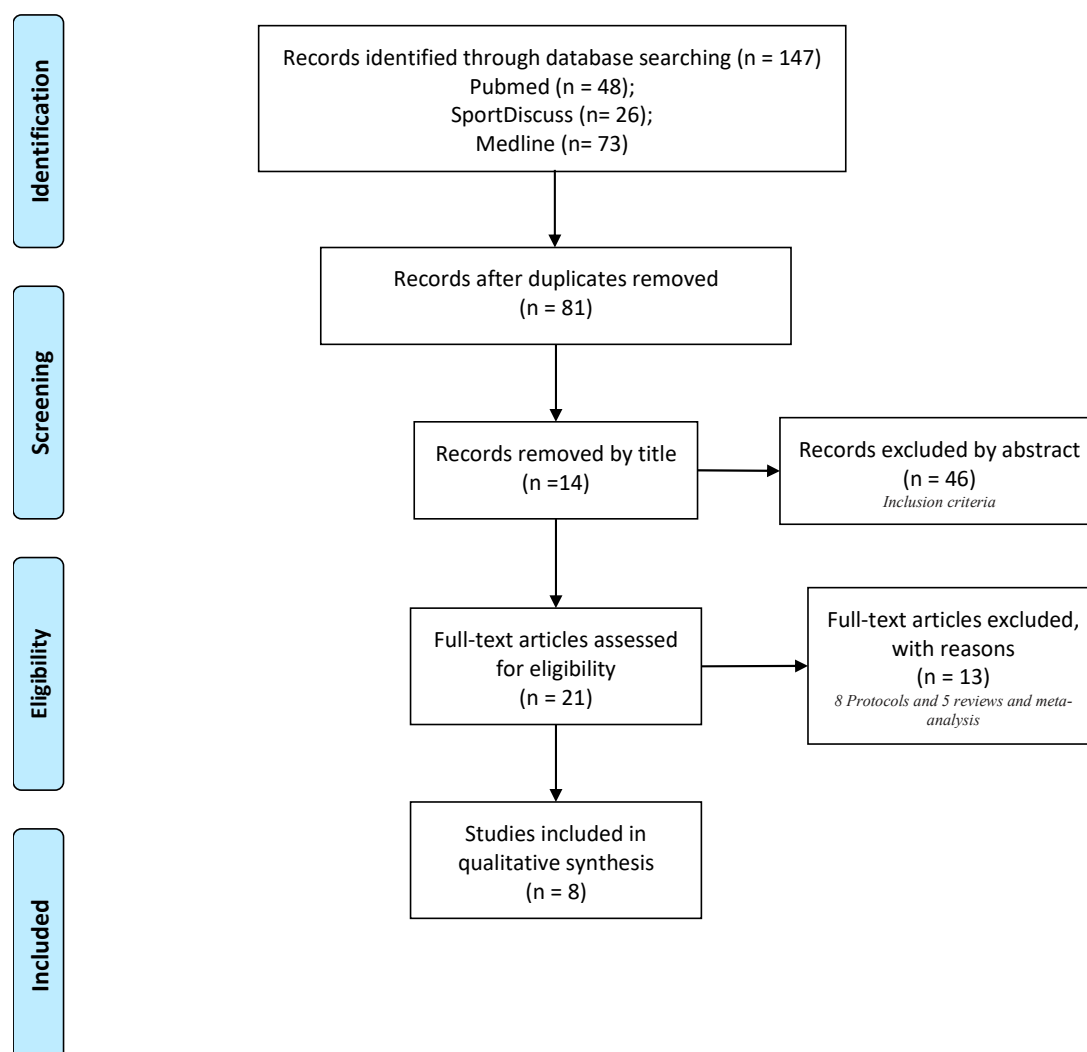 Identification
Records identified through database searching (n = 147)
Pubmed (n = 48);
SportDiscuss (n= 26);
Medline (n= 73)
Records after duplicates removed
(n = 81)
Screening
Records removed by title
(n =14)
Records excluded by abstract
(n = 46)
Inclusion criteria
Eligibility
Full-text articles assessed
for eligibility
(n = 21)
Full-text articles excluded,
with reasons
(n = 13)
8 Protocols and 5 reviews and meta-
analysis
Included
Studies included in
qualitative synthesis
(n = 8)